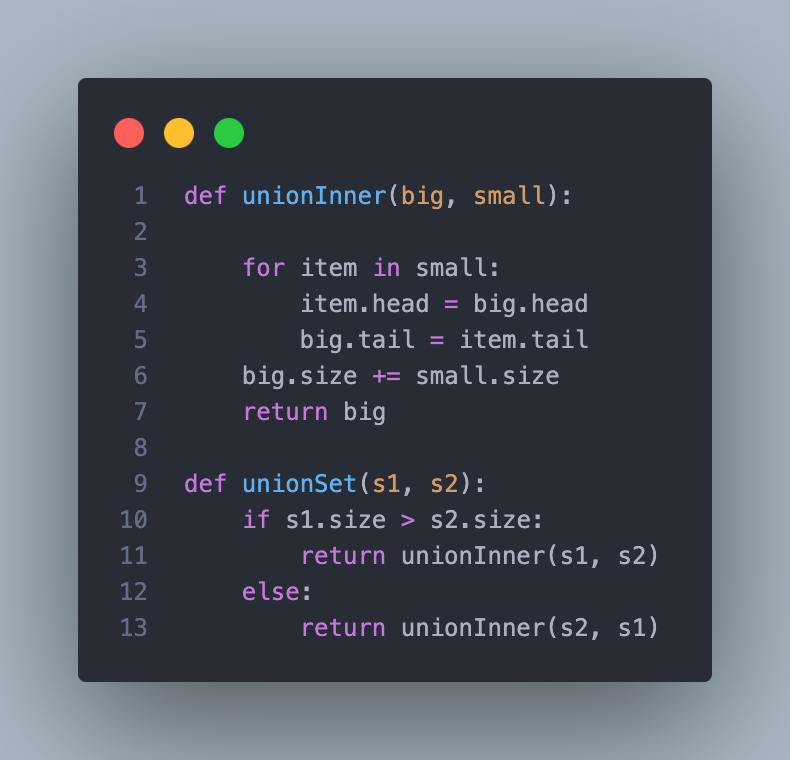 1 def unionInner(big, small):
2
3     for item in small:
4         item.head = big.head
5         big.tail = item.tail
6     big.size += small.size
7     return big
8
9 def unionSet(s1, s2):
10     if s1.size > s2.size:
11         return unionInner(s1, s2)
12     else:
13         return unionInner(s2, s1)